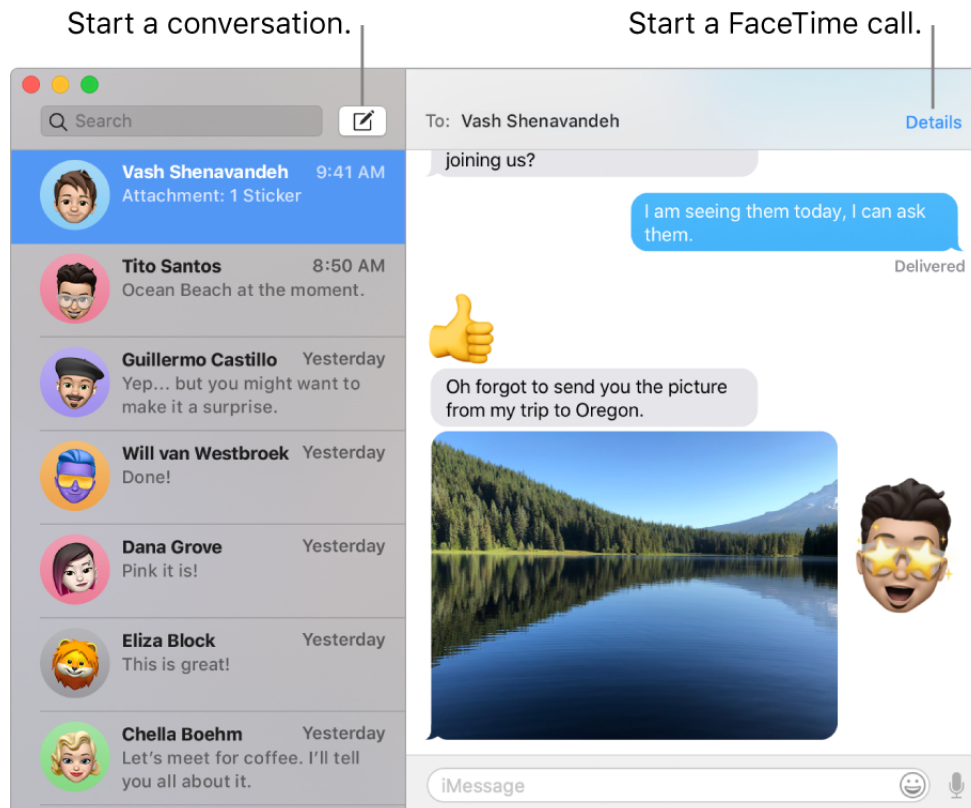 Start a conversation.
Start a FaceTime call.
Search
To: Vash Shenavandeh
Details
Vash Shenavandeh 9:41 AM
Attachment: 1 Sticker
Tito Santos 8:50 AM
Ocean Beach at the moment.
Guillermo Castillo Yesterday
Yep... but you might want to
make it a surprise.
Will van Westbroek Yesterday
Done!
Dana Grove Yesterday
Pink it is!
Eliza Block Yesterday
This is great!
Chella Boehm Yesterday
Let's meet for coffee. I'll tell
you all about it.
joining us?
I am seeing them today, I can ask
them.
Delivered
Oh forgot to send you the picture
from my trip to Oregon.
iMessage